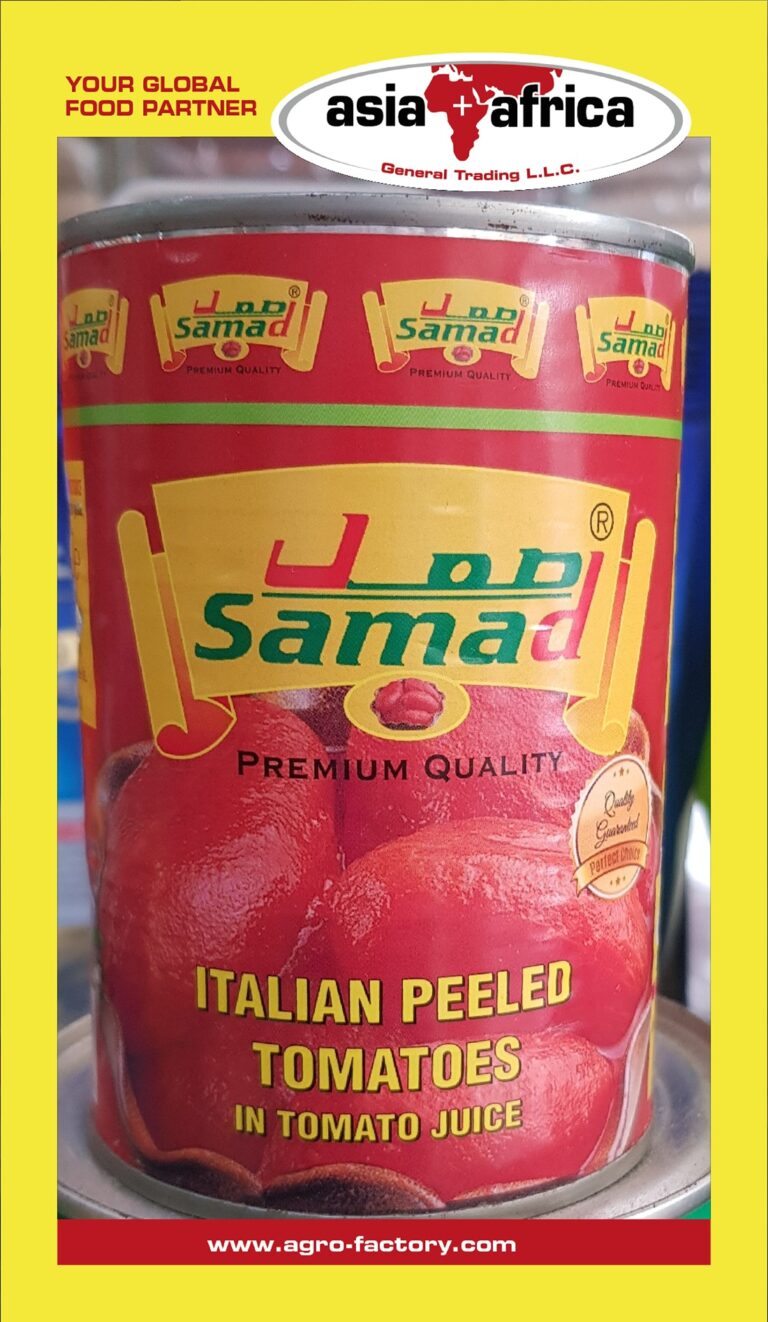 YOUR GLOBAL
FOOD PARTNER
asia + africa
General Trading L.L.C.
صمد ®
Samad
PREMIUM QUALITY
صمد ®
Samad
PREMIUM QUALITY
صمد
Samad
PREMIUM QUALITY
صمد ®
Samad
PREMIUM QUALITY
Quality
Guaranteed
Perfect Choice
ITALIAN PEELED
TOMATOES
IN TOMATO JUICE
www.agro-factory.com